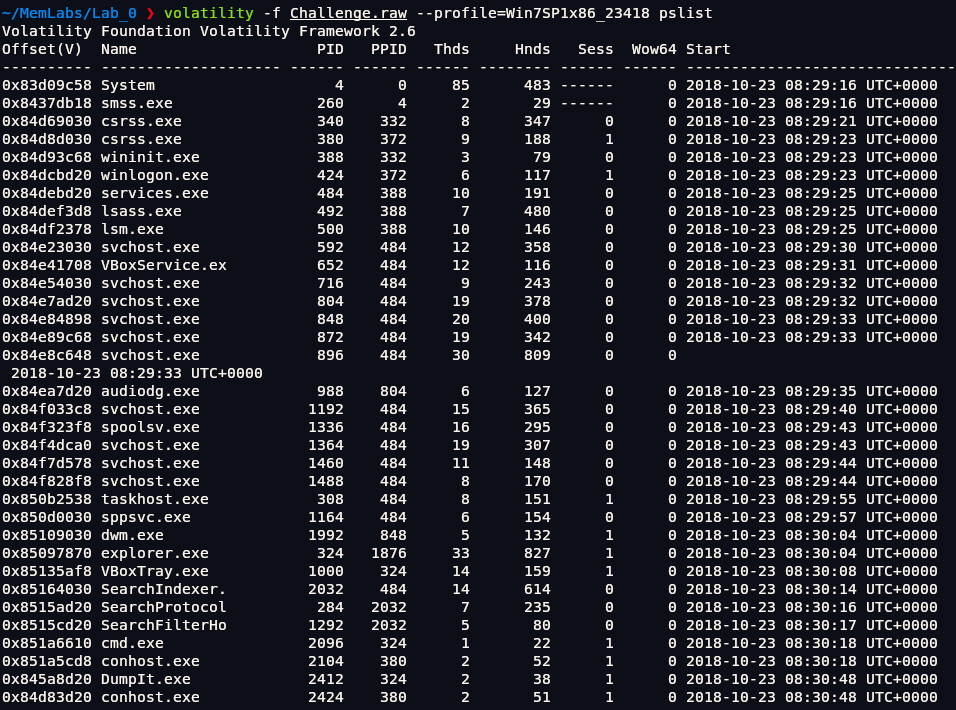 ~/MemLabs/Lab_0 ❯ volatility -f Challenge.raw --profile=Win7SP1x86_23418 pslist
Volatility Foundation Volatility Framework 2.6
Offset(V)  Name                    PID   PPID   Thds     Hnds   Sess  Wow64 Start
---------- -------------------- ------ ------ ------ -------- ------ ------ ------------------------------
0x83d09c58 System                    4      0     85      483 ------      0 2018-10-23 08:29:16 UTC+0000
0x8437db18 smss.exe                260      4      2       29 ------      0 2018-10-23 08:29:16 UTC+0000
0x84d69030 csrss.exe               340    332      8      347      0      0 2018-10-23 08:29:21 UTC+0000
0x84d8d030 csrss.exe               380    372      9      188      1      0 2018-10-23 08:29:23 UTC+0000
0x84d93c68 wininit.exe             388    332      3       79      0      0 2018-10-23 08:29:23 UTC+0000
0x84dcbd20 winlogon.exe            424    372      6      117      1      0 2018-10-23 08:29:23 UTC+0000
0x84debd20 services.exe            484    388     10      191      0      0 2018-10-23 08:29:25 UTC+0000
0x84def3d8 lsass.exe               492    388      7      480      0      0 2018-10-23 08:29:25 UTC+0000
0x84df2378 lsm.exe                 500    388     10      146      0      0 2018-10-23 08:29:25 UTC+0000
0x84e23030 svchost.exe             592    484     12      358      0      0 2018-10-23 08:29:30 UTC+0000
0x84e41708 VBoxService.ex          652    484     12      116      0      0 2018-10-23 08:29:31 UTC+0000
0x84e54030 svchost.exe             716    484      9      243      0      0 2018-10-23 08:29:32 UTC+0000
0x84e7ad20 svchost.exe             804    484     19      378      0      0 2018-10-23 08:29:32 UTC+0000
0x84e84898 svchost.exe             848    484     20      400      0      0 2018-10-23 08:29:33 UTC+0000
0x84e89c68 svchost.exe             872    484     19      342      0      0 2018-10-23 08:29:33 UTC+0000
0x84e8c648 svchost.exe             896    484     30      809      0      0
 2018-10-23 08:29:33 UTC+0000
0x84ea7d20 audiodg.exe             988    804      6      127      0      0 2018-10-23 08:29:35 UTC+0000
0x84f033c8 svchost.exe            1192    484     15      365      0      0 2018-10-23 08:29:40 UTC+0000
0x84f323f8 spoolsv.exe            1336    484     16      295      0      0 2018-10-23 08:29:43 UTC+0000
0x84f4dca0 svchost.exe            1364    484     19      307      0      0 2018-10-23 08:29:43 UTC+0000
0x84f7d578 svchost.exe            1460    484     11      148      0      0 2018-10-23 08:29:44 UTC+0000
0x84f828f8 svchost.exe            1488    484      8      170      0      0 2018-10-23 08:29:44 UTC+0000
0x850b2538 taskhost.exe            308    484      8      151      1      0 2018-10-23 08:29:55 UTC+0000
0x850d0030 sppsvc.exe             1164    484      6      154      0      0 2018-10-23 08:29:57 UTC+0000
0x85109030 dwm.exe                1992    848      5      132      1      0 2018-10-23 08:30:04 UTC+0000
0x85097870 explorer.exe            324   1876     33      827      1      0 2018-10-23 08:30:04 UTC+0000
0x85135af8 VBoxTray.exe           1000    324     14      159      1      0 2018-10-23 08:30:08 UTC+0000
0x85164030 SearchIndexer.         2032    484     14      614      0      0 2018-10-23 08:30:14 UTC+0000
0x8515ad20 SearchProtocol          284   2032      7      235      0      0 2018-10-23 08:30:16 UTC+0000
0x8515cd20 SearchFilterHo         1292   2032      5       80      0      0 2018-10-23 08:30:17 UTC+0000
0x851a6610 cmd.exe                2096    324      1       22      1      0 2018-10-23 08:30:18 UTC+0000
0x851a5cd8 conhost.exe            2104    380      2       52      1      0 2018-10-23 08:30:18 UTC+0000
0x845a8d20 DumpIt.exe             2412    324      2       38      1      0 2018-10-23 08:30:48 UTC+0000
0x84d83d20 conhost.exe            2424    380      2       51      1      0 2018-10-23 08:30:48 UTC+0000